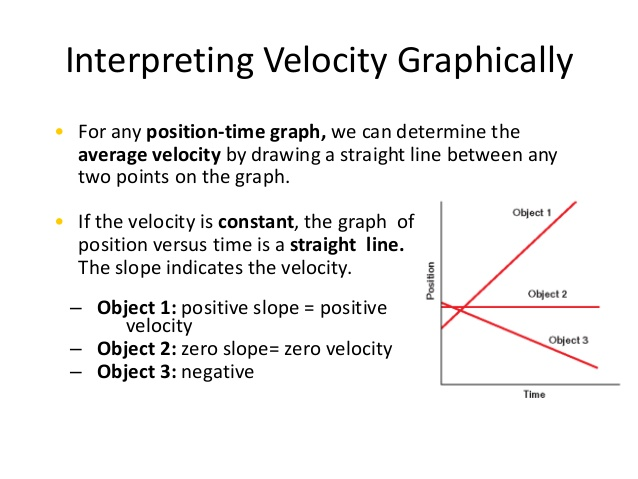 Interpreting Velocity Graphically
• For any position-time graph, we can determine the
average velocity by drawing a straight line between any
two points on the graph.
• If the velocity is constant, the graph of
position versus time is a straight line.
The slope indicates the velocity.
– Object 1: positive slope = positive
velocity
– Object 2: zero slope= zero velocity
– Object 3: negative
Position
Object 1
Object 2
Object 3
Time